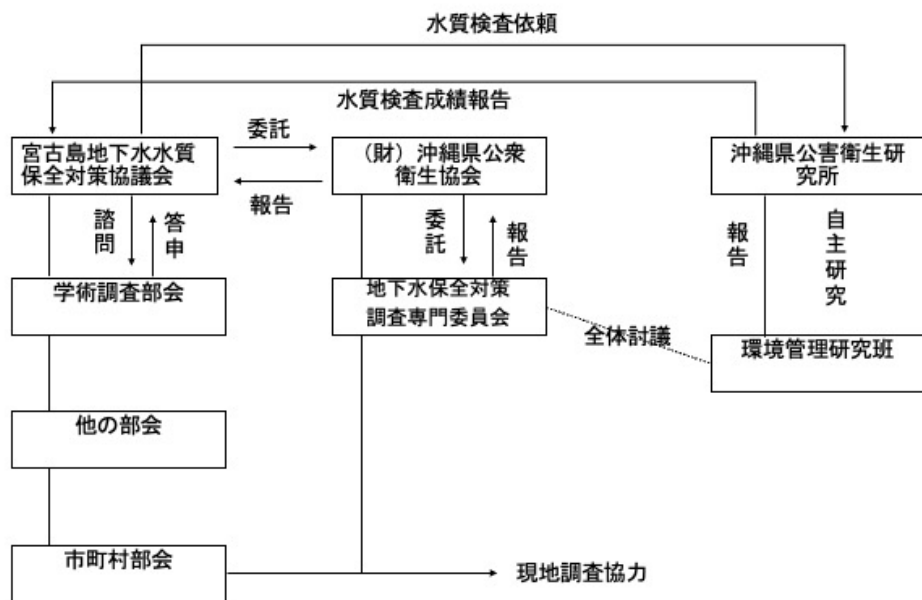 水質検査依頼
水質検査成績報告
宮古島地下水水質
保全対策協議会
委託
報告
（財）沖縄県公衆
衛生協会
沖縄県公害衛生研
究所
諮問
答申
委託
報告
報告
自主研究
学術調査部会
地下水保全対策
調査専門委員会
全体討議
環境管理研究班
他の部会
市町村部会
現地調査協力